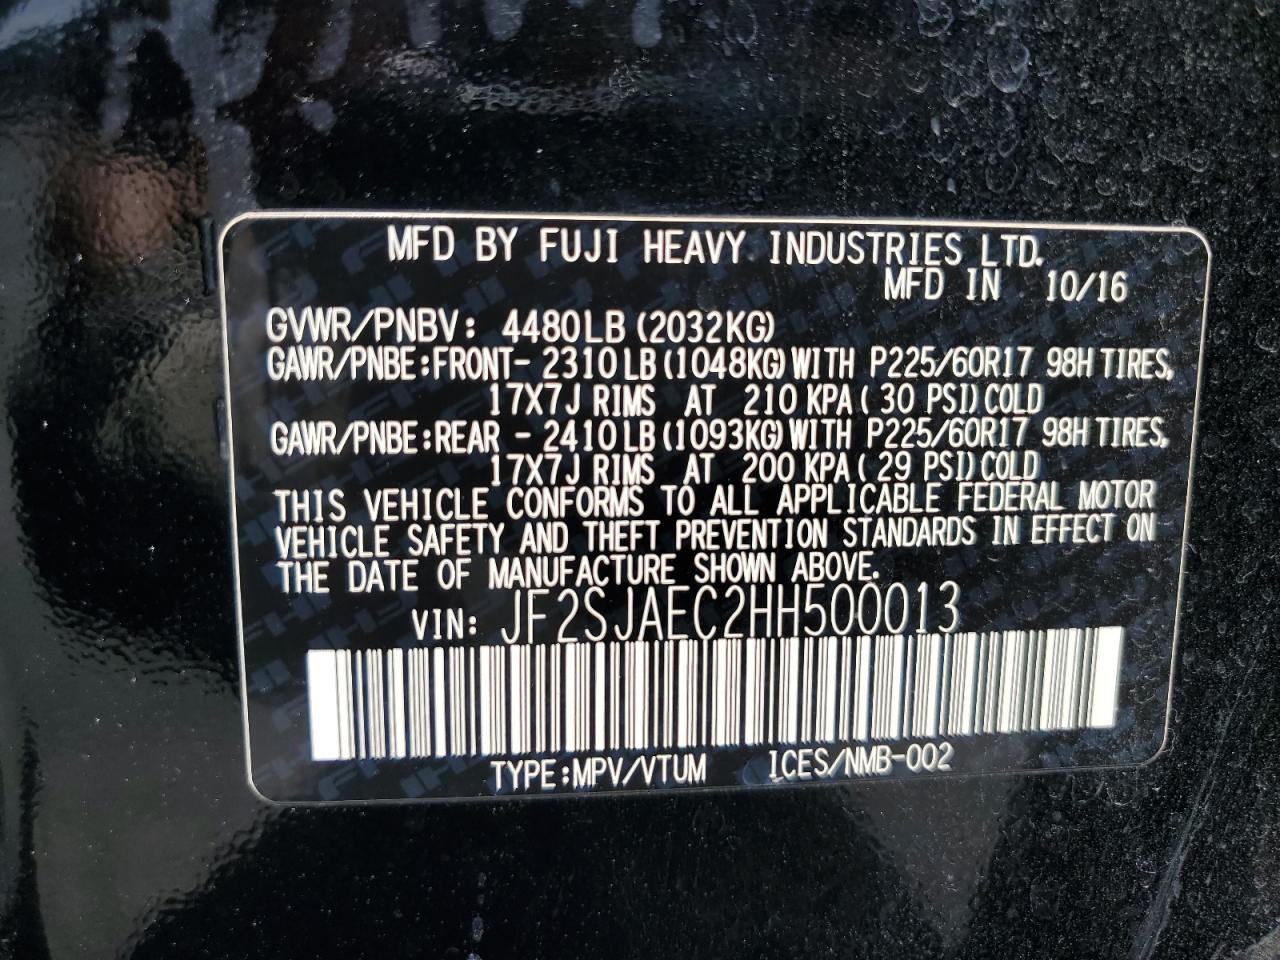 MFD BY FUJI HEAVY INDUSTRIES LTD.
MFD IN 10/16
GVWR/PNBV: 4480LB (2032KG)
GAWR/PNBE:FRONT- 2310LB (1048KG) WITH P225/60R17 98H TIRES,
17X7J RIMS AT 210 KPA( 30 PSI) COLD
GAWR/PNBE:REAR - 2410LB (1093KG) WITH P225/60R17 98H TIRES,
17X7J RIMS AT 200 KPA( 29 PSI) COLD
THIS VEHICLE CONFORMS TO ALL APPLICABLE FEDERAL MOTOR
VEHICLE SAFETY AND THEFT PREVENTION STANDARDS IN EFFECT ON
THE DATE OF MANUFACTURE SHOWN ABOVE.
VIN: JF2SJAEC2HH500013
TYPE:MPV/VTUM ICES/NMB-002